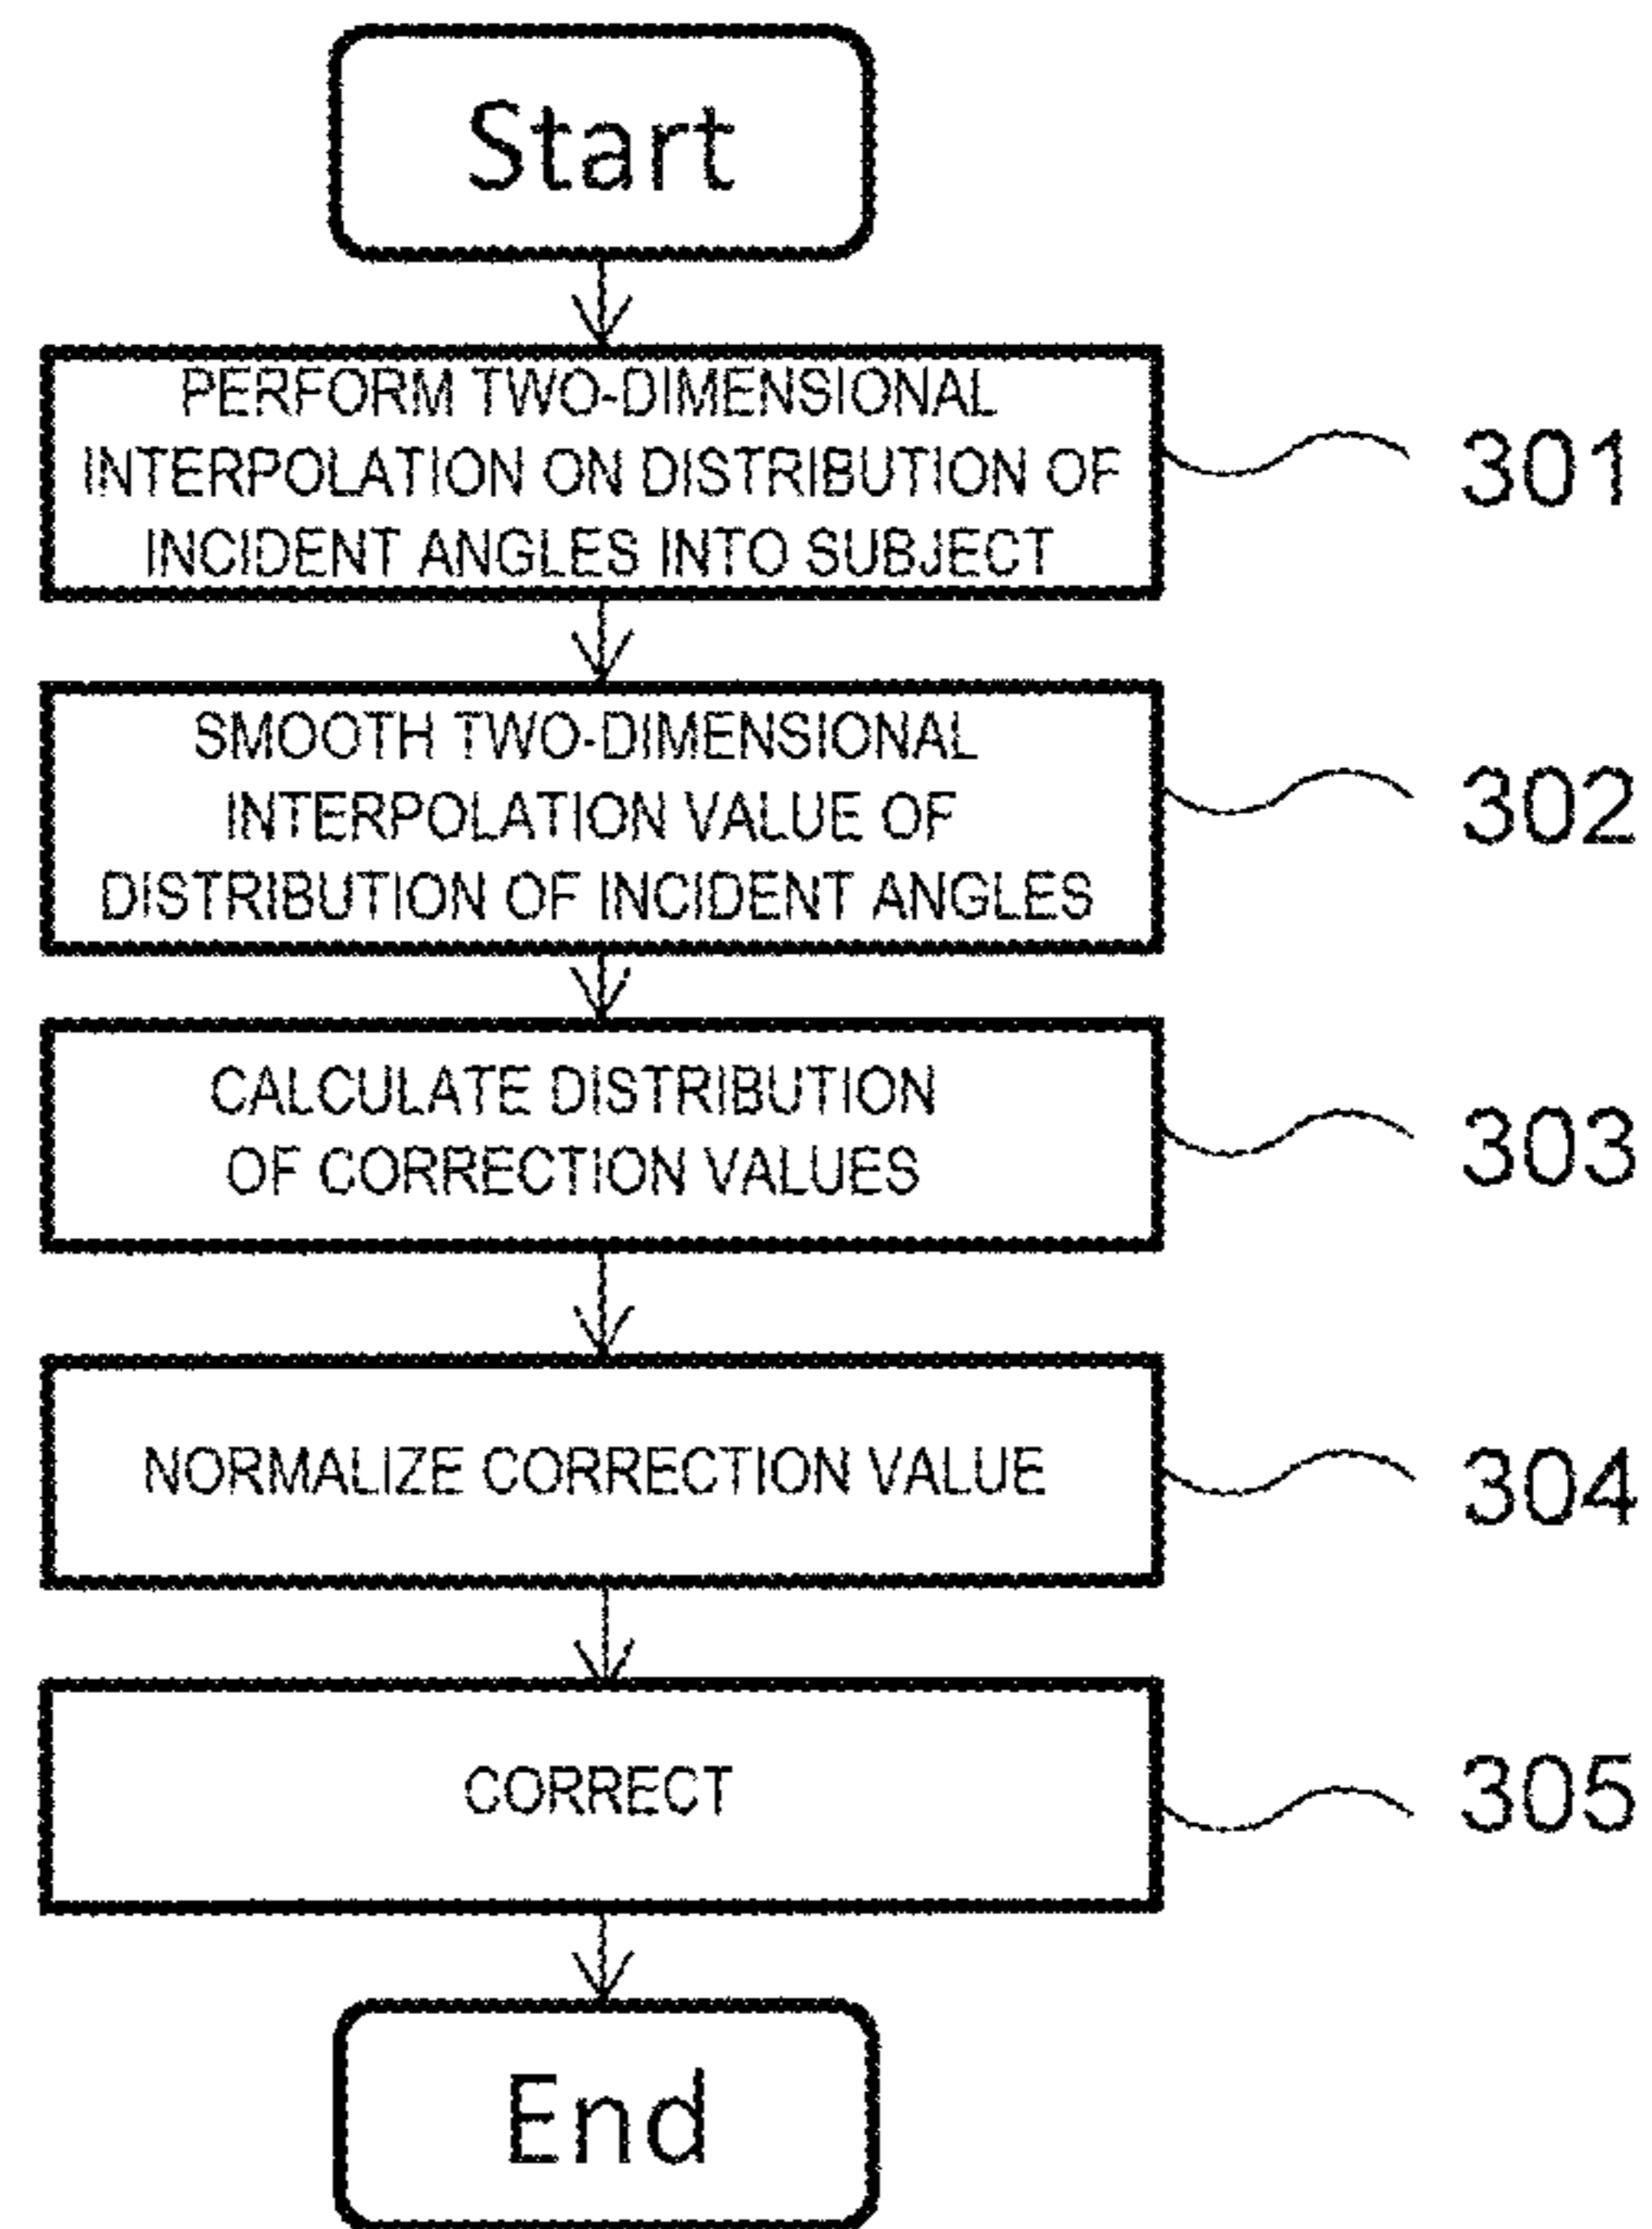 Start
PERFORM TWO-DIMENSIONAL
INTERPOLATION ON DISTRIBUTION OF
INCIDENT ANGLES INTO SUBJECT
301
SMOOTH TWO-DIMENSIONAL
INTERPOLATION VALUE OF
DISTRIBUTION OF INCIDENT ANGLES
302
CALCULATE DISTRIBUTION
OF CORRECTION VALUES
303
NORMALIZE CORRECTION VALUE
304
CORRECT
305
End